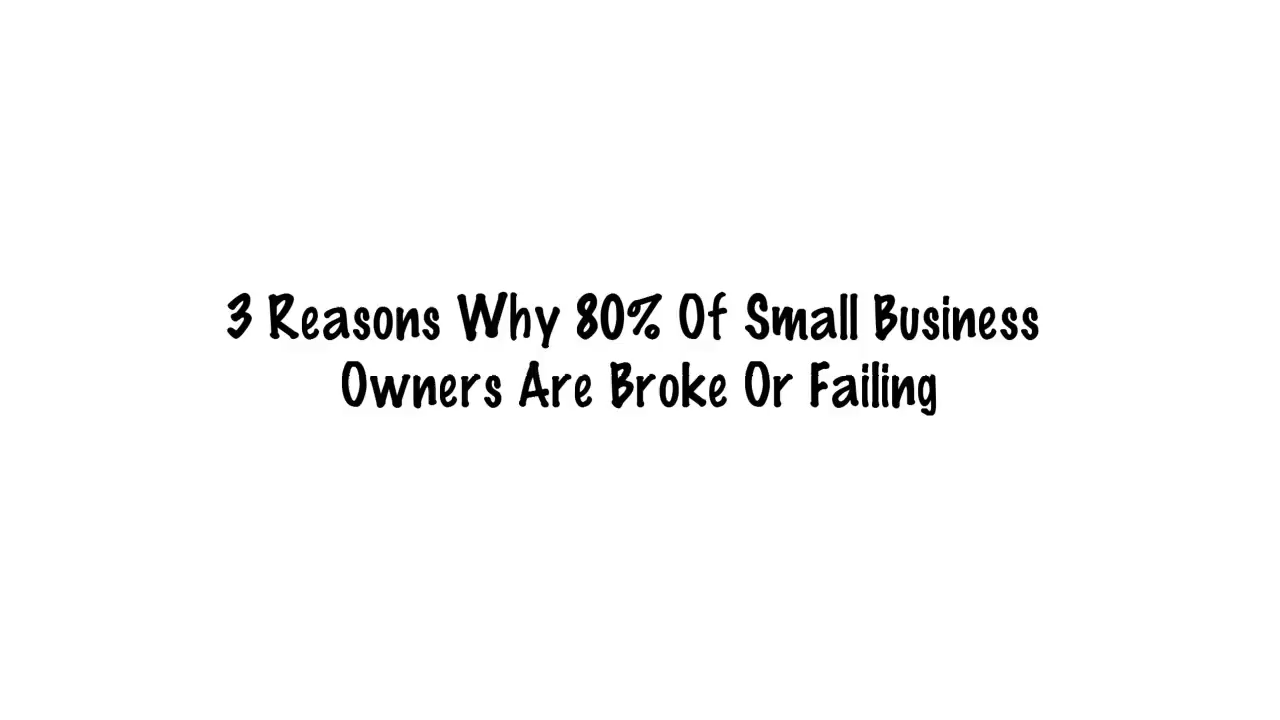 3 Reasons Why 80% Of Small Business
Owners Are Broke Or Failing